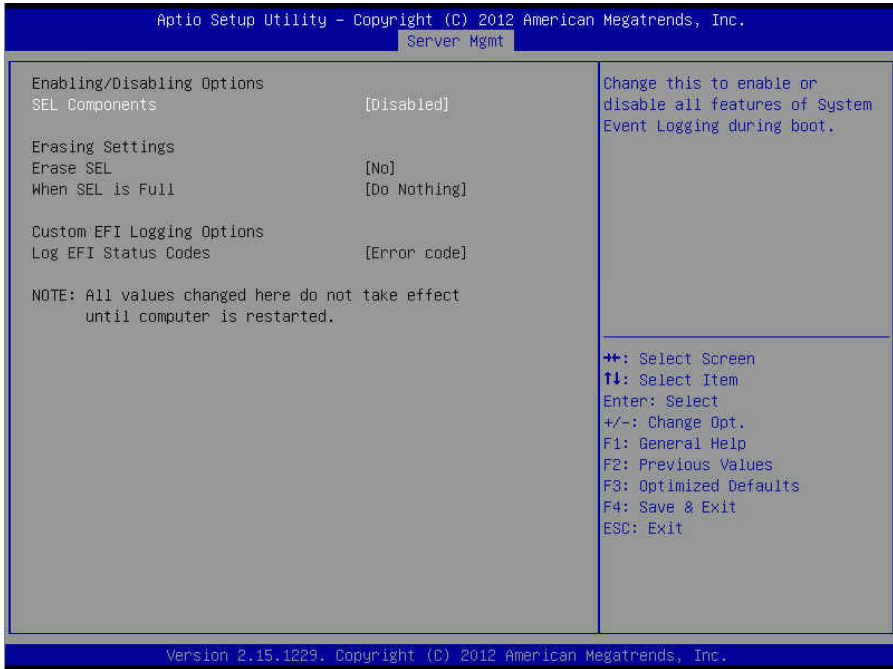 Aptio Setup Utility – Copyright (C) 2012 American Megatrends, Inc.
Server Mgmt
Enabling/Disabling Options
SEL Components [Disabled]
Erasing Settings
Erase SEL [No]
When SEL is Full [Do Nothing]
Custom EFI Logging Options
Log EFI Status Codes [Error code]
NOTE: All values changed here do not take effect
until computer is restarted.
Change this to enable or
disable all features of System
Event Logging during boot.
→←: Select Screen
↑↓: Select Item
Enter: Select
+/-: Change Opt.
F1: General Help
F2: Previous Values
F3: Optimized Defaults
F4: Save & Exit
ESC: Exit
Version 2.15.1229. Copyright (C) 2012 American Megatrends, Inc.